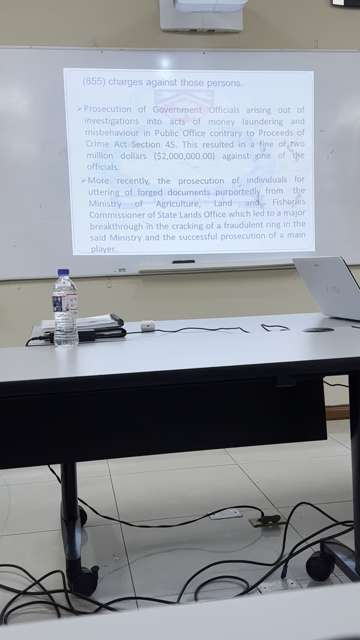 (855) charges against those persons.
➢Prosecution of Government Officials arising out of
investigations into acts of money laundering and
misbehaviour in Public Office contrary to Proceeds of
Crime Act Section 45. This resulted in a fine of two
million dollars ($2,000,000.00) against one of the
officials.
➢More recently, the prosecution of individuals for
uttering of forged documents purportedly from the
Ministry of Agriculture, Land and Fisheries
Commissioner of State Lands Office which led to a major
breakthrough in the cracking of a fraudulent ring in the
said Ministry and the successful prosecution of a main
player.